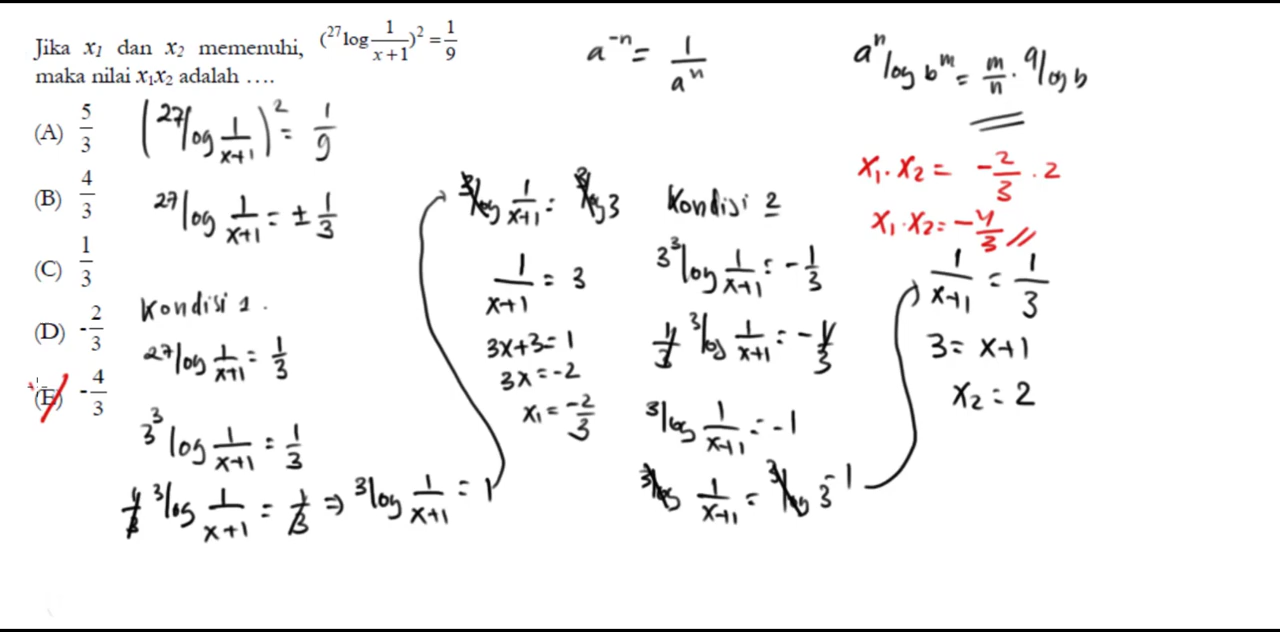 Jika x₁ dan x₂ memenuhi, (²⁷log 1/(x+1))² = 1/9
maka nilai x₁x₂ adalah ….
(A) 5/3
(B) 4/3
(C) 1/3
(D) -2/3
(E) -4/3
(²⁷log 1/(x+1))² = 1/9
²⁷log 1/(x+1) = ± 1/3
Kondisi 1.
²⁷log 1/(x+1) = 1/3
3³ log 1/(x+1) = 1/3
1/3 ³log 1/(x+1) = 1/3 ⇒ ³log 1/(x+1) = 1
³log 1/(x+1) = ³log 3
1/(x+1) = 3
3x+3 = 1
3x = -2
x₁ = -2/3
a⁻ⁿ = 1/aⁿ
aⁿ log bᵐ = m/n . ᵃlog b
Kondisi 2
3³ log 1/(x+1) = -1/3
1/3 ³log 1/(x+1) = -1/3
³log 1/(x+1) = -1
³log 1/(x+1) = ³log 3⁻¹
1/(x+1) = 1/3
3 = x+1
x₂ = 2
x₁ . x₂ = -2/3 . 2
x₁ . x₂ = -4/3 //